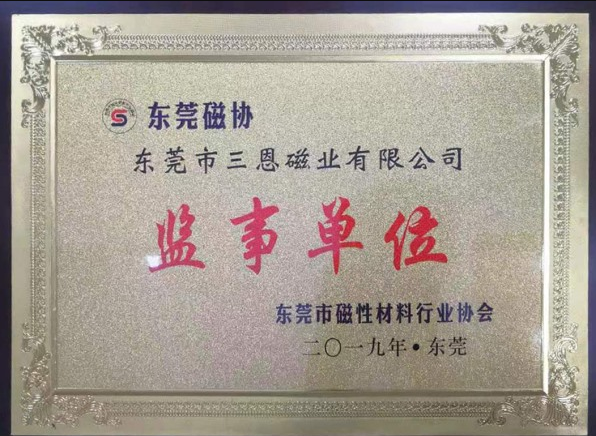 东莞磁协
东莞市三恩磁业有限公司
监事单位
东莞市磁性材料行业协会
二〇一九年·东莞